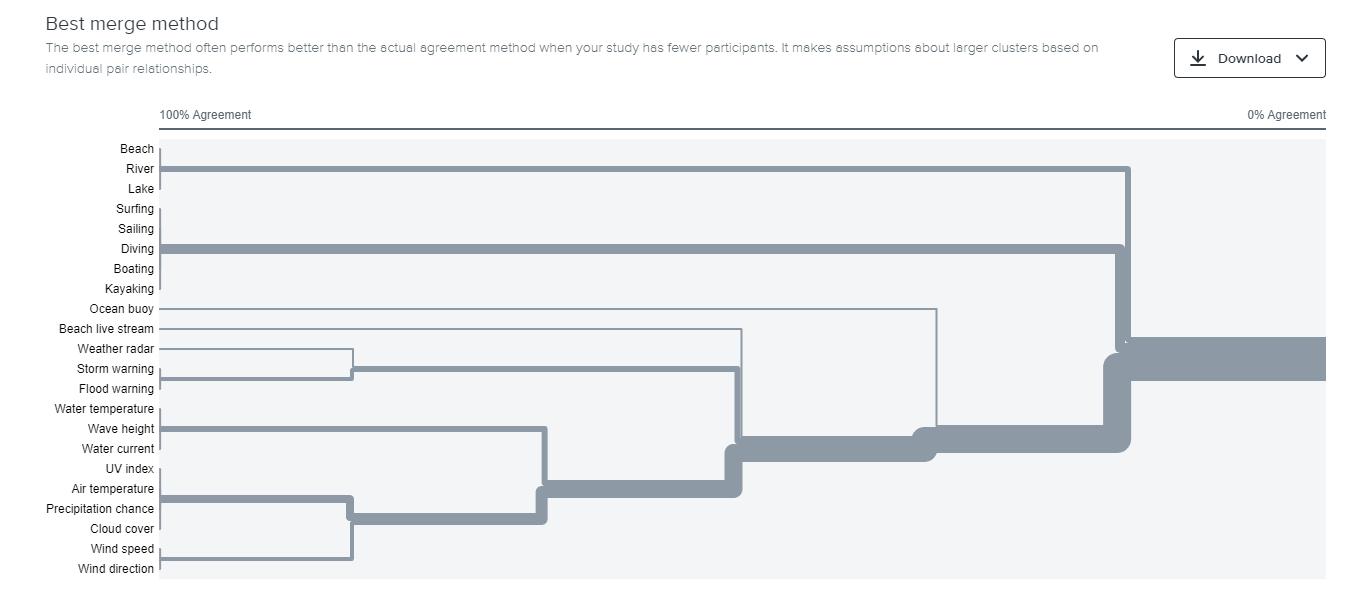 Best merge method
The best merge method often performs better than the actual agreement method when your study has fewer participants. It makes assumptions about larger clusters based on
individual pair relationships.
Download
100% Agreement
0% Agreement
Beach
River
Lake
Surfing
Sailing
Diving
Boating
Kayaking
Ocean buoy
Beach live stream
Weather radar
Storm warning
Flood warning
Water temperature
Wave height
Water current
UV index
Air temperature
Precipitation chance
Cloud cover
Wind speed
Wind direction